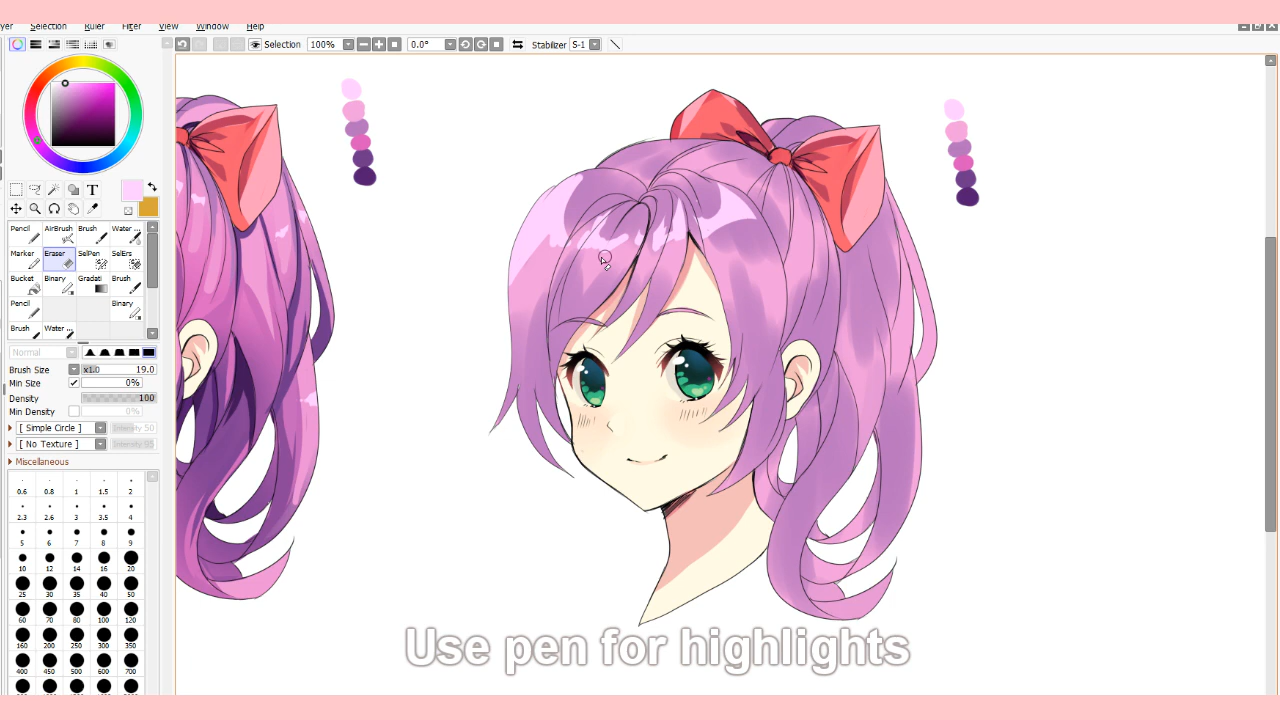 yer Selection Ruler Filter View Window Help
Selection 100% 0.0° Stabilizer S-1
T
Pencil AirBrush Brush Water ...
Marker Eraser SelPen SelErs
Bucket Binary Gradati Brush
Pencil Binary
Brush Water ...
Normal
Brush Size x1.0 19.0
Min Size 0%
Density 100
Min Density 0%
[ Simple Circle ] Intensity 50
[ No Texture ] Intensity 95
Miscellaneous
0.6 0.8 1 1.5 2
2.3 2.6 3 3.5 4
5 6 7 8 9
10 12 14 16 20
25 30 35 40 50
60 70 80 100 120
160 200 250 300 350
400 450 500 600 700
Use pen for highlights